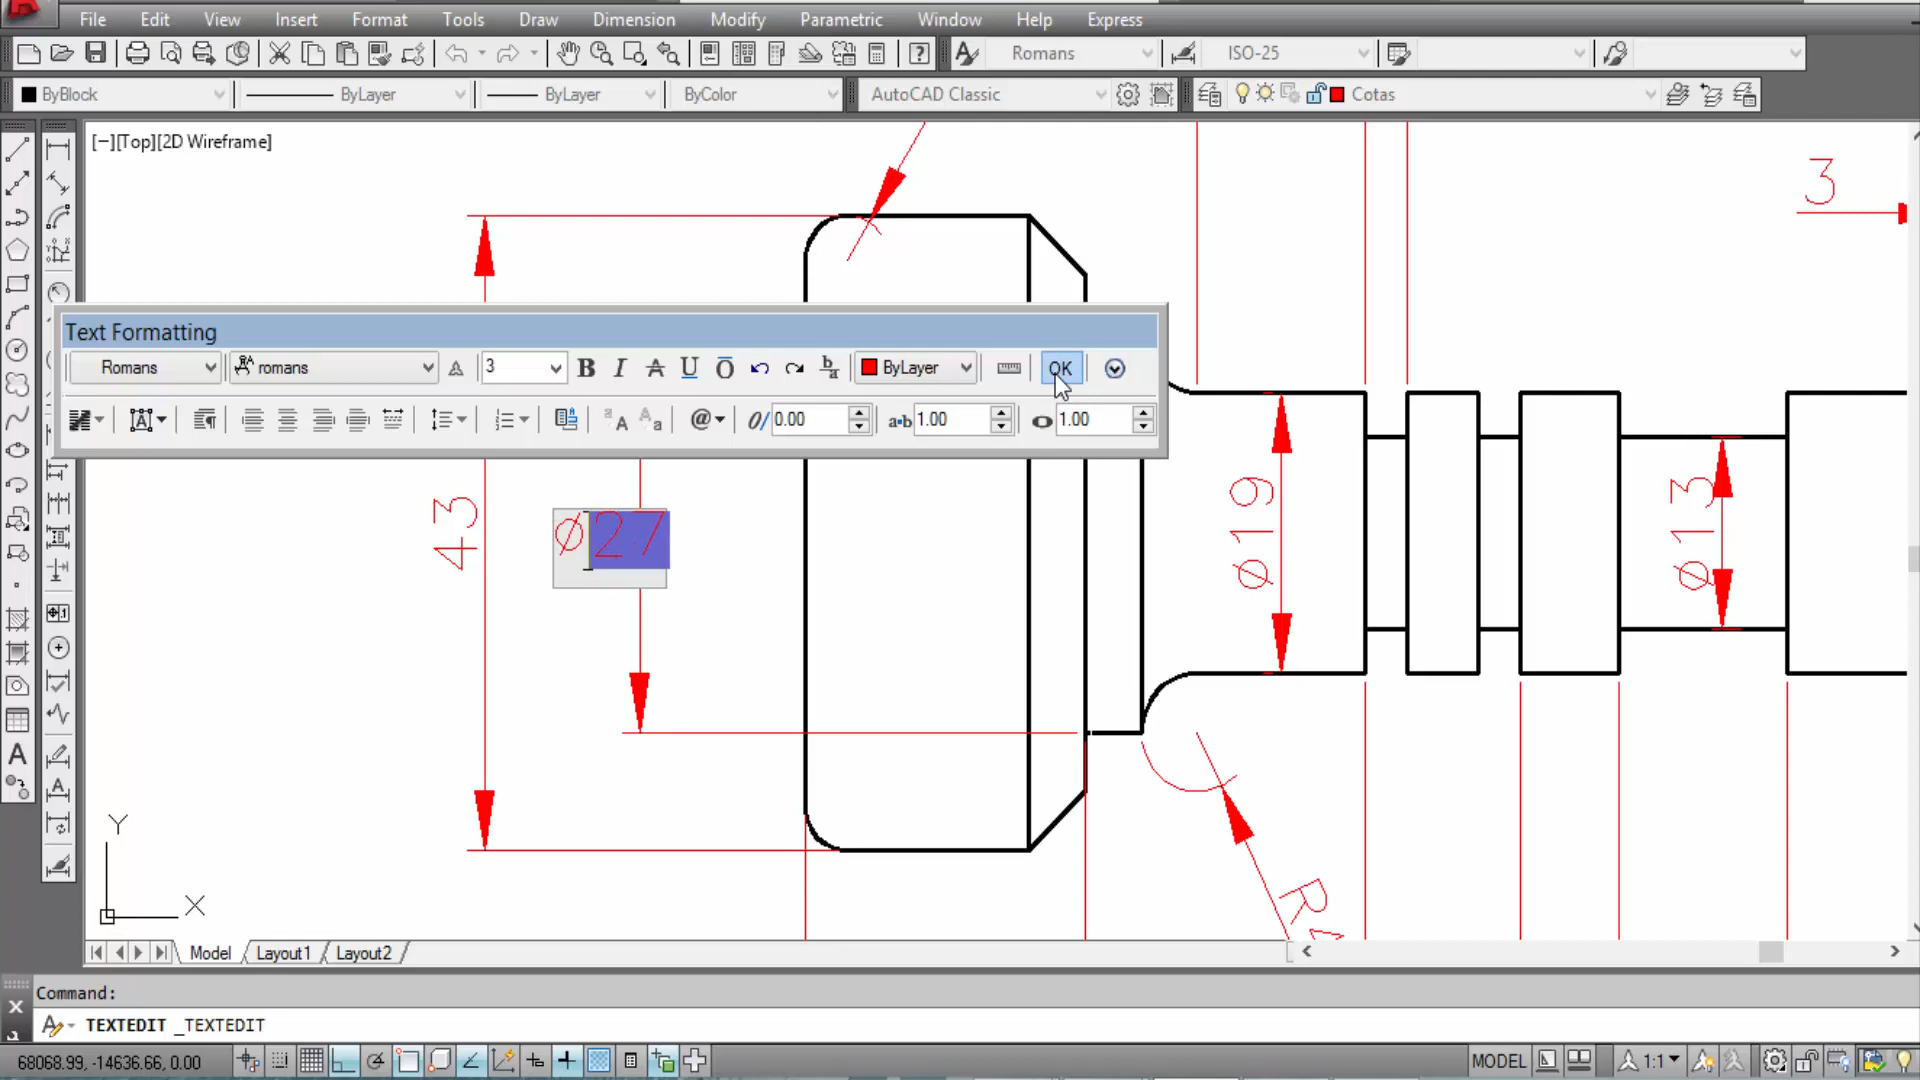 File Edit View Insert Format Tools Draw Dimension Modify Parametric Window Help Express
Romans ISO-25
ByBlock ByLayer ByLayer ByColor AutoCAD Classic Cotas
[−][Top][2D Wireframe]
3
Text Formatting
Romans romans 3 B I A U O b/a ByLayer OK
@ 0/ 0.00 a•b 1.00 1.00
43
Ø27
Ø19
Ø13
R4
Y
X
Model Layout1 Layout2
Command:
TEXTEDIT _TEXTEDIT
68068.99, -14636.66, 0.00 MODEL 1:1